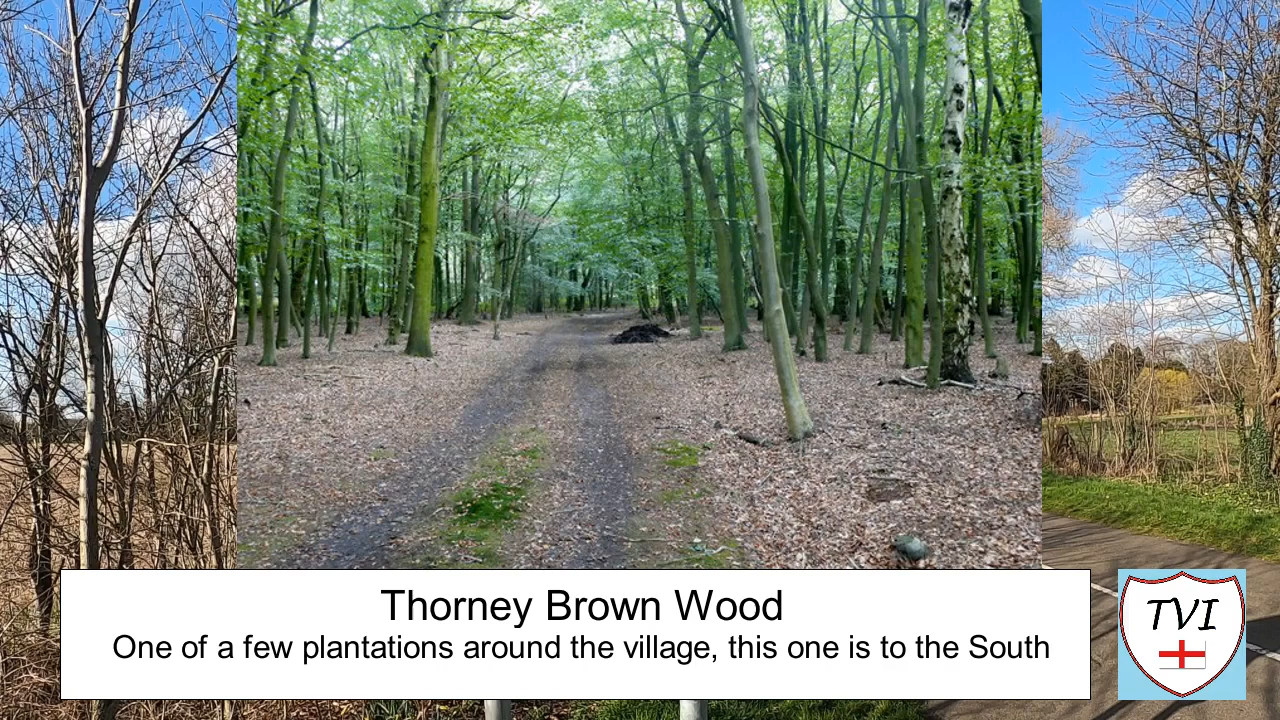 Thorney Brown Wood
One of a few plantations around the village, this one is to the South
TVI